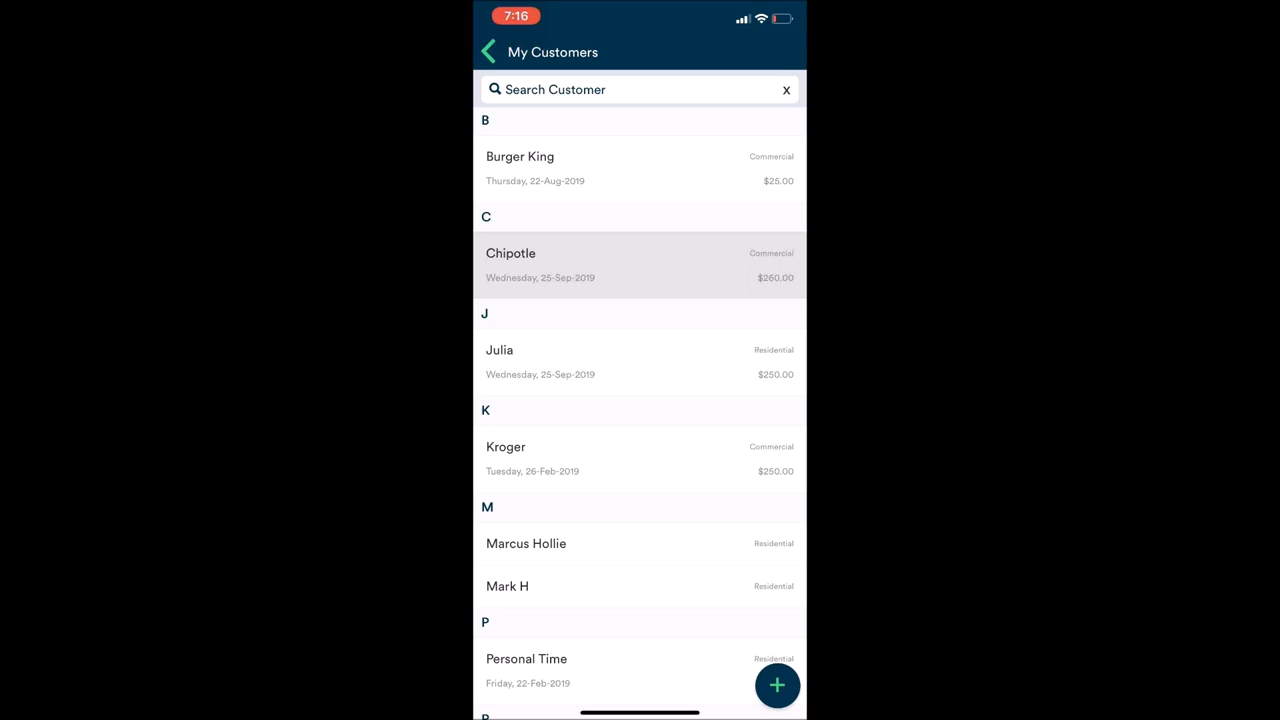 7:16
My Customers
Search Customer X
B
Burger King Commercial
Thursday, 22-Aug-2019 $25.00
C
Chipotle Commercial
Wednesday, 25-Sep-2019 $260.00
J
Julia Residential
Wednesday, 25-Sep-2019 $250.00
K
Kroger Commercial
Tuesday, 26-Feb-2019 $250.00
M
Marcus Hollie Residential
Mark H Residential
P
Personal Time Residential
Friday, 22-Feb-2019
+